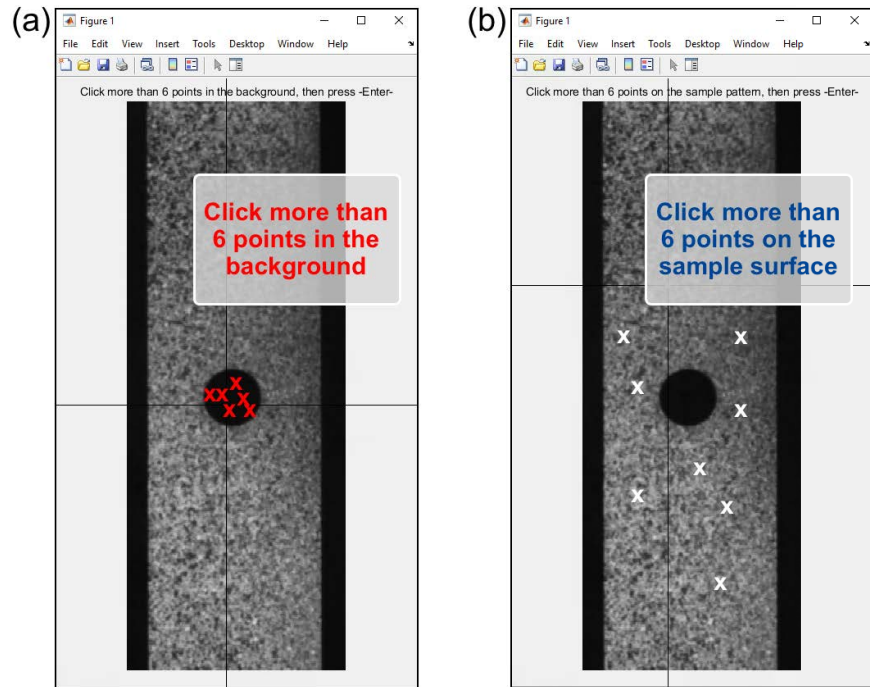 (a)
Figure 1
File Edit View Insert Tools Desktop Window Help
Click more than 6 points in the background, then press -Enter-
Click more than
6 points in the
background
x
x x x
x x
(b)
Figure 1
File Edit View Insert Tools Desktop Window Help
Click more than 6 points on the sample pattern, then press -Enter-
Click more than
6 points on the
sample surface
x x
x
x
x
x
x
x